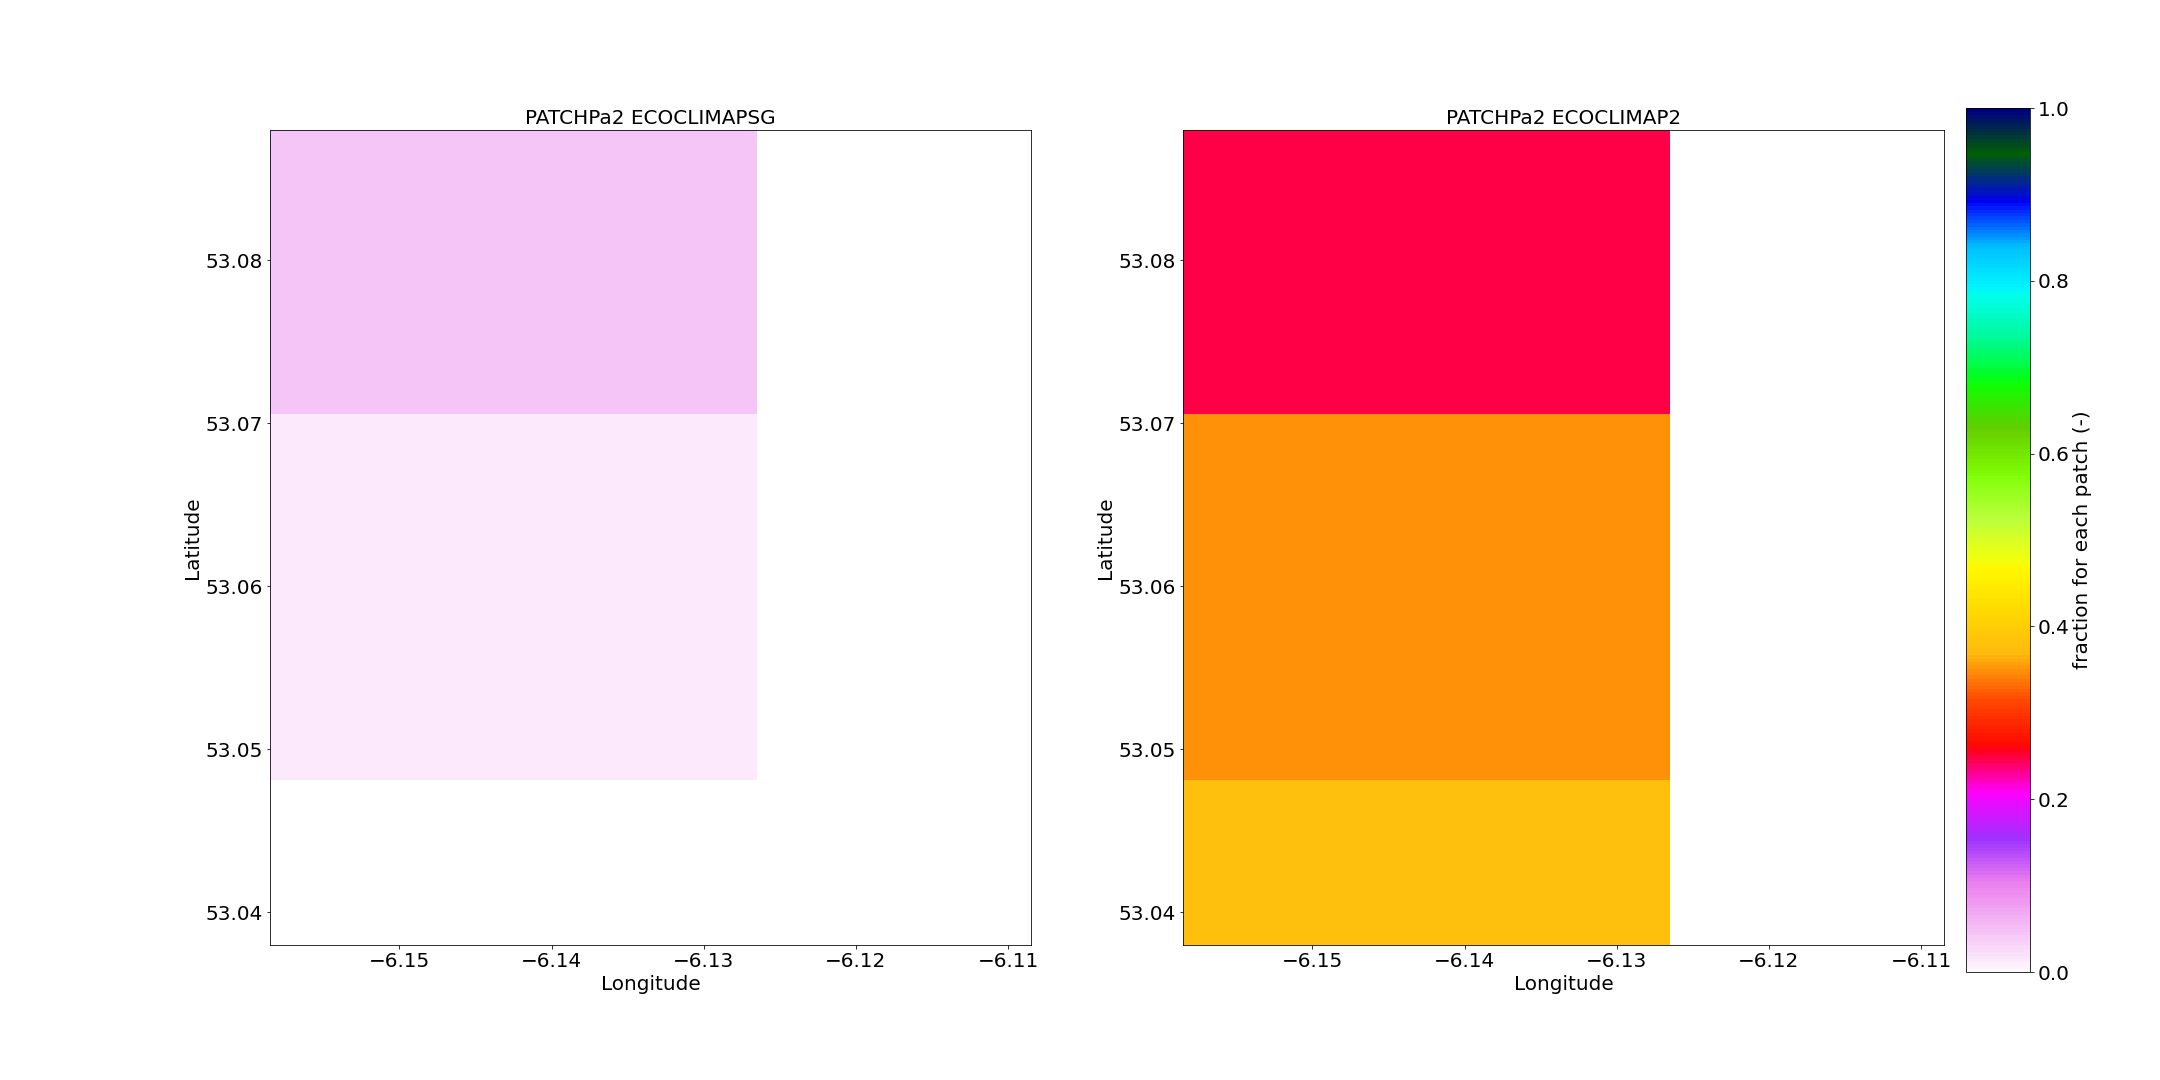 PATCHPa2 ECOCLIMAPSG
53.08
53.07
53.06
53.05
53.04
Latitude
−6.15 −6.14 −6.13 −6.12 −6.11
Longitude
PATCHPa2 ECOCLIMAP2
53.08
53.07
53.06
53.05
53.04
Latitude
−6.15 −6.14 −6.13 −6.12 −6.11
Longitude
1.0
0.8
0.6
0.4
0.2
0.0
fraction for each patch (-)